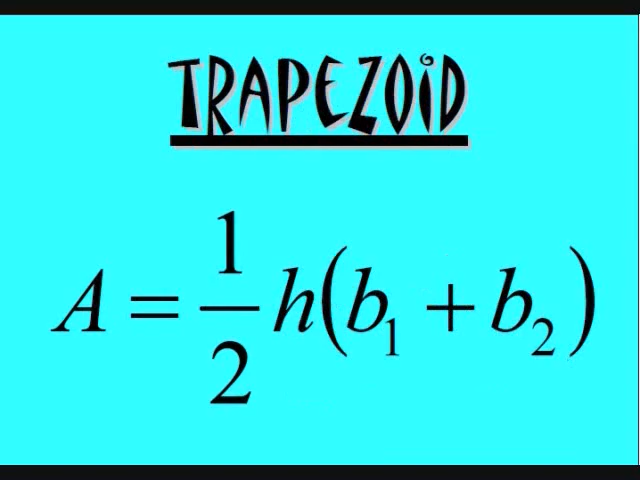 TRAPEZOID
A = 1/2 h(b₁ + b₂)